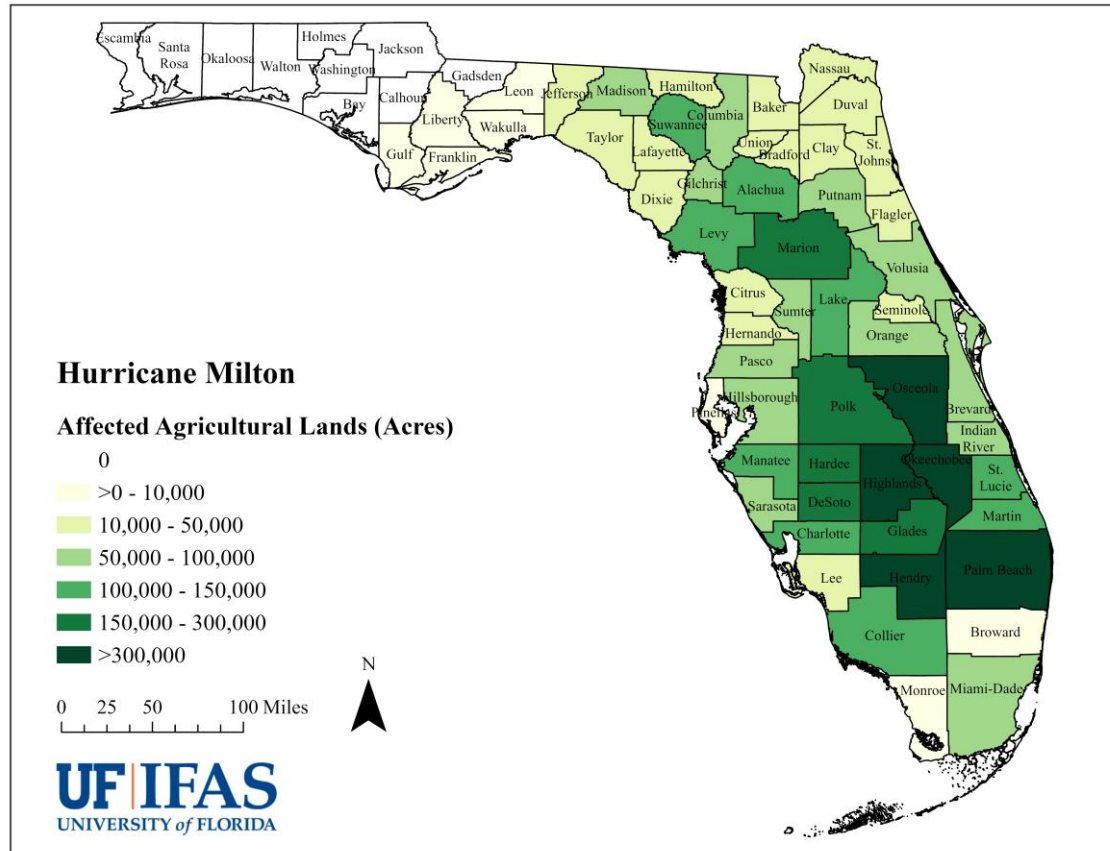 Escambia
Santa
Rosa
Okaloosa
Walton
Holmes
Washington
Jackson
Bay
Calhoun
Gulf
Liberty
Gadsden
Franklin
Leon
Wakulla
Jefferson
Madison
Taylor
Hamilton
Suwannee
Lafayette
Dixie
Columbia
Gilchrist
Baker
Union
Bradford
Alachua
Levy
Nassau
Duval
Clay
St.
Johns
Putnam
Flagler
Marion
Volusia
Citrus
Sumter
Lake
Seminole
Hernando
Orange
Pasco
Pinellas
Hillsborough
Polk
Osceola
Brevard
Indian
River
Manatee
Hardee
Highlands
Okeechobee
St.
Lucie
Sarasota
DeSoto
Martin
Charlotte
Glades
Lee
Hendry
Palm Beach
Collier
Broward
Monroe
Miami-Dade
Hurricane Milton
Affected Agricultural Lands (Acres)
0
>0 - 10,000
10,000 - 50,000
50,000 - 100,000
100,000 - 150,000
150,000 - 300,000
>300,000
N
0 25 50 100 Miles
UF|IFAS
UNIVERSITY of FLORIDA